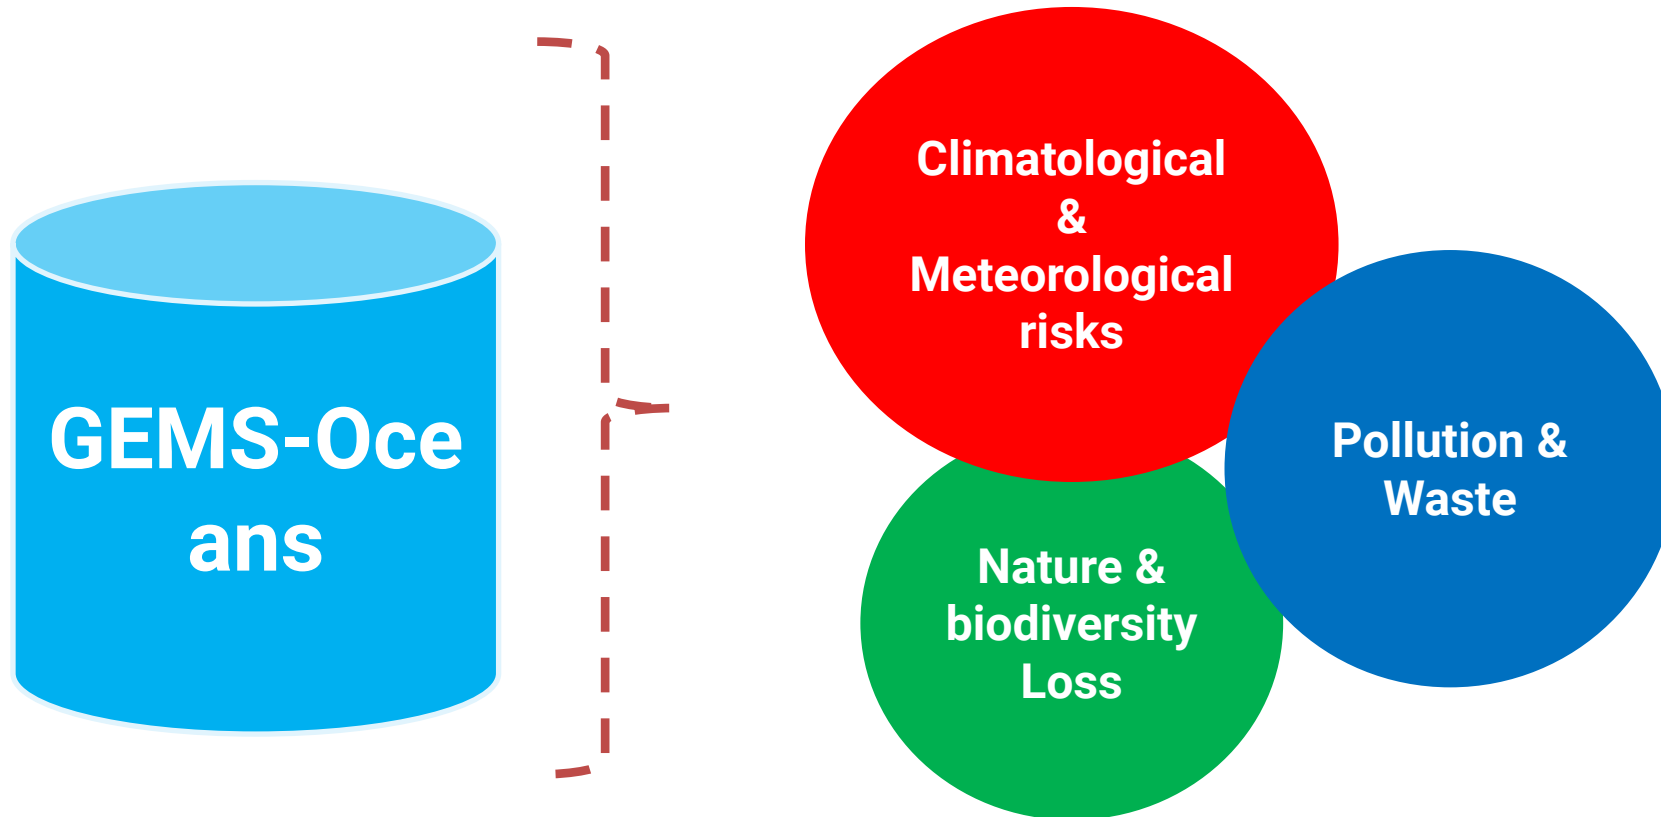 GEMS-Oce
ans
Climatological
&
Meteorological
risks
Pollution &
Waste
Nature &
biodiversity
Loss